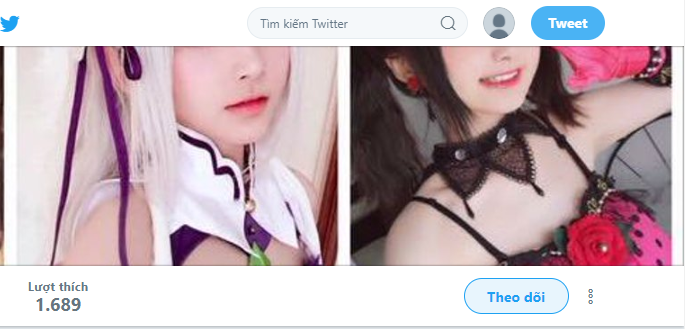 Tìm kiếm Twitter
Tweet
Lượt thích
1.689
Theo dõi